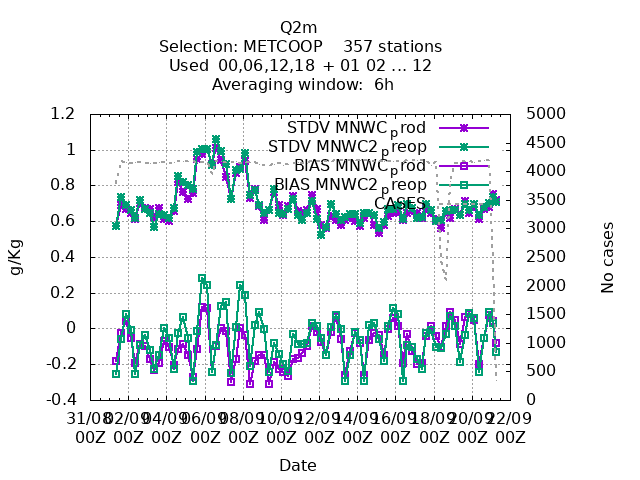 Q2m
Selection: METCOOP 357 stations
Used 00,06,12,18 + 01 02 ... 12
Averaging window: 6h
STDV MNWC_prod
STDV MNWC2_preop
BIAS MNWC_prod
BIAS MNWC2_preop
CASES
g/Kg
1.2
1
0.8
0.6
0.4
0.2
0
-0.2
-0.4
No cases
5000
4500
4000
3500
3000
2500
2000
1500
1000
500
0
31/08 02/09 04/09 06/09 08/09 10/09 12/09 14/09 16/09 18/09 20/09 22/09
00Z 00Z 00Z 00Z 00Z 00Z 00Z 00Z 00Z 00Z 00Z 00Z
Date